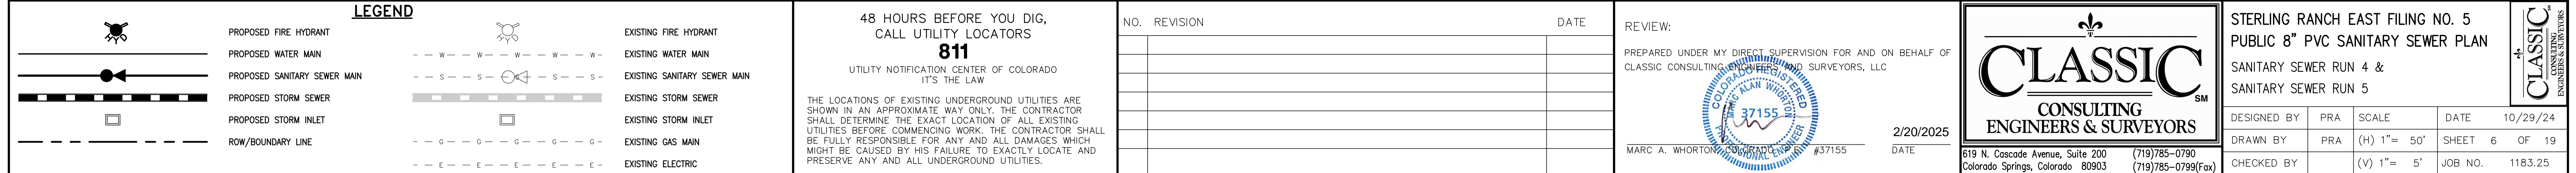 LEGEND
PROPOSED FIRE HYDRANT
PROPOSED WATER MAIN
PROPOSED SANITARY SEWER MAIN
PROPOSED STORM SEWER
PROPOSED STORM INLET
ROW/BOUNDARY LINE
EXISTING FIRE HYDRANT
W W W W W EXISTING WATER MAIN
S S S S S EXISTING SANITARY SEWER MAIN
EXISTING STORM SEWER
EXISTING STORM INLET
G G G G G EXISTING GAS MAIN
E E E E E EXISTING ELECTRIC
48 HOURS BEFORE YOU DIG,
CALL UTILITY LOCATORS
811
UTILITY NOTIFICATION CENTER OF COLORADO
IT'S THE LAW
THE LOCATIONS OF EXISTING UNDERGROUND UTILITIES ARE
SHOWN IN AN APPROXIMATE WAY ONLY. THE CONTRACTOR
SHALL DETERMINE THE EXACT LOCATION OF ALL EXISTING
UTILITIES BEFORE COMMENCING WORK. THE CONTRACTOR SHALL
BE FULLY RESPONSIBLE FOR ANY AND ALL DAMAGES WHICH
MIGHT BE CAUSED BY HIS FAILURE TO EXACTLY LOCATE AND
PRESERVE ANY AND ALL UNDERGROUND UTILITIES.
NO. REVISION DATE
REVIEW:
PREPARED UNDER MY DIRECT SUPERVISION FOR AND ON BEHALF OF
CLASSIC CONSULTING ENGINEERS AND SURVEYORS, LLC
COLORADO REGISTERED
MARC ALAN WHORTON
37155
PROFESSIONAL ENGINEER
2/20/2025
MARC A. WHORTON, COLORADO P.E. #37155 DATE
CLASSIC SM
CONSULTING
ENGINEERS & SURVEYORS
619 N. Cascade Avenue, Suite 200 (719)785-0790
Colorado Springs, Colorado 80903 (719)785-0799(Fax)
STERLING RANCH EAST FILING NO. 5
PUBLIC 8" PVC SANITARY SEWER PLAN
SANITARY SEWER RUN 4 &
SANITARY SEWER RUN 5
CLASSIC SM
CONSULTING
ENGINEERS & SURVEYORS
DESIGNED BY PRA SCALE DATE 10/29/24
DRAWN BY PRA (H) 1"= 50' SHEET 6 OF 19
CHECKED BY (V) 1"= 5' JOB NO. 1183.25